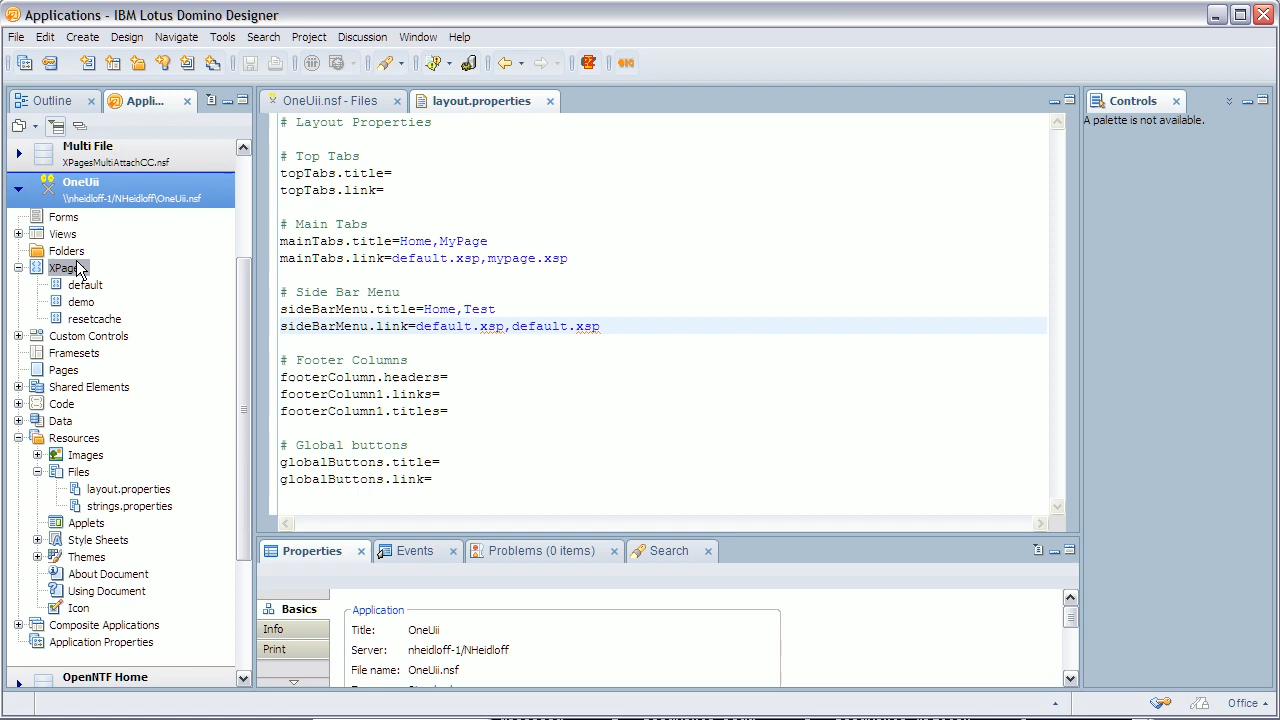 Applications - IBM Lotus Domino Designer
File Edit Create Design Navigate Tools Search Project Discussion Window Help
Outline
Appli...
OneUii.nsf - Files
layout.properties
Controls
A palette is not available.
Multi File
XPagesMultiAttachCC.nsf
OneUii
\\nheidloff-1/NHeidloff\OneUii.nsf
Forms
Views
Folders
XPages
default
demo
resetcache
Custom Controls
Framesets
Pages
Shared Elements
Code
Data
Resources
Images
Files
layout.properties
strings.properties
Applets
Style Sheets
Themes
About Document
Using Document
Icon
Composite Applications
Application Properties
OpenNTF Home
# Layout Properties
# Top Tabs
topTabs.title=
topTabs.link=
# Main Tabs
mainTabs.title=Home,MyPage
mainTabs.link=default.xsp,mypage.xsp
# Side Bar Menu
sideBarMenu.title=Home,Test
sideBarMenu.link=default.xsp,default.xsp
# Footer Columns
footerColumn.headers=
footerColumn1.links=
footerColumn1.titles=
# Global buttons
globalButtons.title=
globalButtons.link=
Properties
Events
Problems (0 items)
Search
Basics
Info
Print
Application
Title: OneUii
Server: nheidloff-1/NHeidloff
File name: OneUii.nsf
Office